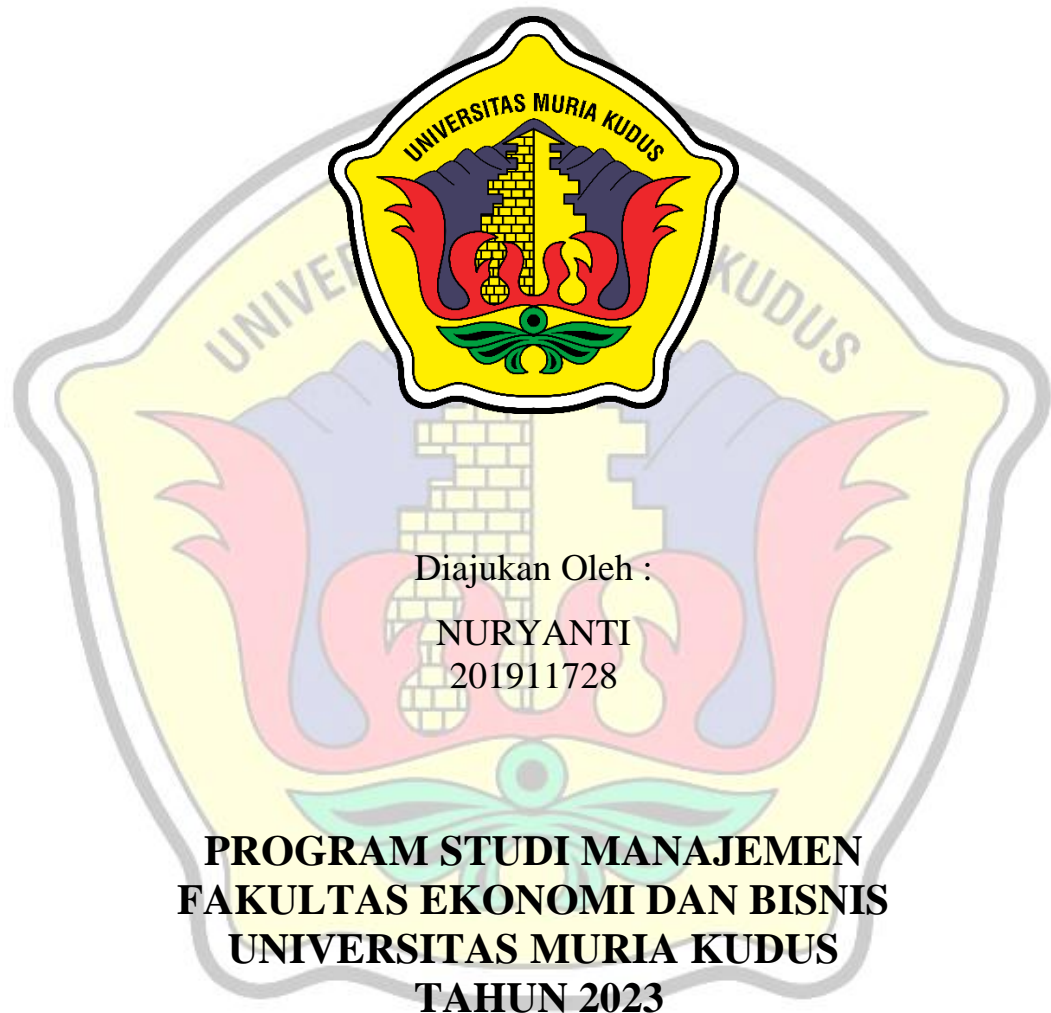 UNIVERSITAS MURIA KUDUS
Diajukan Oleh :
NURYANTI
201911728
PROGRAM STUDI MANAJEMEN
FAKULTAS EKONOMI DAN BISNIS
UNIVERSITAS MURIA KUDUS
TAHUN 2023